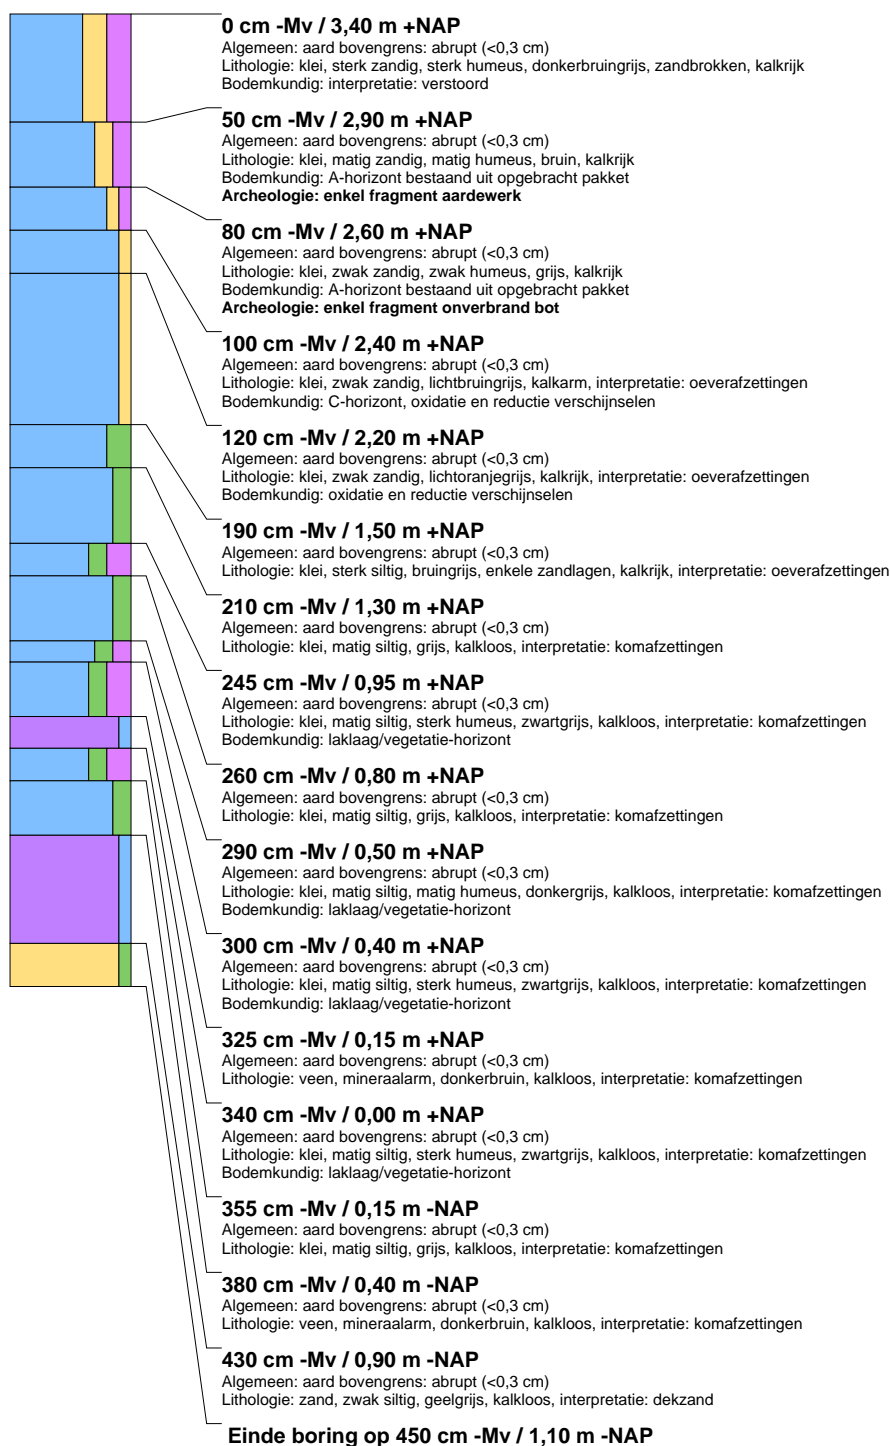 0 cm -Mv / 3,40 m +NAP
Algemeen: aard bovengrens: abrupt (<0,3 cm)
Lithologie: klei, sterk zandig, sterk humeus, donkerbruingrijs, zandbrokken, kalkrijk
Bodemkundig: interpretatie: verstoord
50 cm -Mv / 2,90 m +NAP
Algemeen: aard bovengrens: abrupt (<0,3 cm)
Lithologie: klei, matig zandig, matig humeus, bruin, kalkrijk
Bodemkundig: A-horizont bestaand uit opgebracht pakket
Archeologie: enkel fragment aardewerk
80 cm -Mv / 2,60 m +NAP
Algemeen: aard bovengrens: abrupt (<0,3 cm)
Lithologie: klei, zwak zandig, zwak humeus, grijs, kalkrijk
Bodemkundig: A-horizont bestaand uit opgebracht pakket
Archeologie: enkel fragment onverbrand bot
100 cm -Mv / 2,40 m +NAP
Algemeen: aard bovengrens: abrupt (<0,3 cm)
Lithologie: klei, zwak zandig, lichtbruingrijs, kalkarm, interpretatie: oeverafzettingen
Bodemkundig: C-horizont, oxidatie en reductie verschijnselen
120 cm -Mv / 2,20 m +NAP
Algemeen: aard bovengrens: abrupt (<0,3 cm)
Lithologie: klei, zwak zandig, lichtoranjegrijs, kalkrijk, interpretatie: oeverafzettingen
Bodemkundig: oxidatie en reductie verschijnselen
190 cm -Mv / 1,50 m +NAP
Algemeen: aard bovengrens: abrupt (<0,3 cm)
Lithologie: klei, sterk siltig, bruingrijs, enkele zandlagen, kalkrijk, interpretatie: oeverafzettingen
210 cm -Mv / 1,30 m +NAP
Algemeen: aard bovengrens: abrupt (<0,3 cm)
Lithologie: klei, matig siltig, grijs, kalkloos, interpretatie: komafzettingen
245 cm -Mv / 0,95 m +NAP
Algemeen: aard bovengrens: abrupt (<0,3 cm)
Lithologie: klei, matig siltig, sterk humeus, zwartgrijs, kalkloos, interpretatie: komafzettingen
Bodemkundig: laklaag/vegetatie-horizont
260 cm -Mv / 0,80 m +NAP
Algemeen: aard bovengrens: abrupt (<0,3 cm)
Lithologie: klei, matig siltig, grijs, kalkloos, interpretatie: komafzettingen
290 cm -Mv / 0,50 m +NAP
Algemeen: aard bovengrens: abrupt (<0,3 cm)
Lithologie: klei, matig siltig, matig humeus, donkergrijs, kalkloos, interpretatie: komafzettingen
Bodemkundig: laklaag/vegetatie-horizont
300 cm -Mv / 0,40 m +NAP
Algemeen: aard bovengrens: abrupt (<0,3 cm)
Lithologie: klei, matig siltig, sterk humeus, zwartgrijs, kalkloos, interpretatie: komafzettingen
Bodemkundig: laklaag/vegetatie-horizont
325 cm -Mv / 0,15 m +NAP
Algemeen: aard bovengrens: abrupt (<0,3 cm)
Lithologie: veen, mineraalarm, donkerbruin, kalkloos, interpretatie: komafzettingen
340 cm -Mv / 0,00 m +NAP
Algemeen: aard bovengrens: abrupt (<0,3 cm)
Lithologie: klei, matig siltig, sterk humeus, zwartgrijs, kalkloos, interpretatie: komafzettingen
Bodemkundig: laklaag/vegetatie-horizont
355 cm -Mv / 0,15 m -NAP
Algemeen: aard bovengrens: abrupt (<0,3 cm)
Lithologie: klei, matig siltig, grijs, kalkloos, interpretatie: komafzettingen
380 cm -Mv / 0,40 m -NAP
Algemeen: aard bovengrens: abrupt (<0,3 cm)
Lithologie: veen, mineraalarm, donkerbruin, kalkloos, interpretatie: komafzettingen
430 cm -Mv / 0,90 m -NAP
Algemeen: aard bovengrens: abrupt (<0,3 cm)
Lithologie: zand, zwak siltig, geelgrijs, kalkloos, interpretatie: dekzand
Einde boring op 450 cm -Mv / 1,10 m -NAP